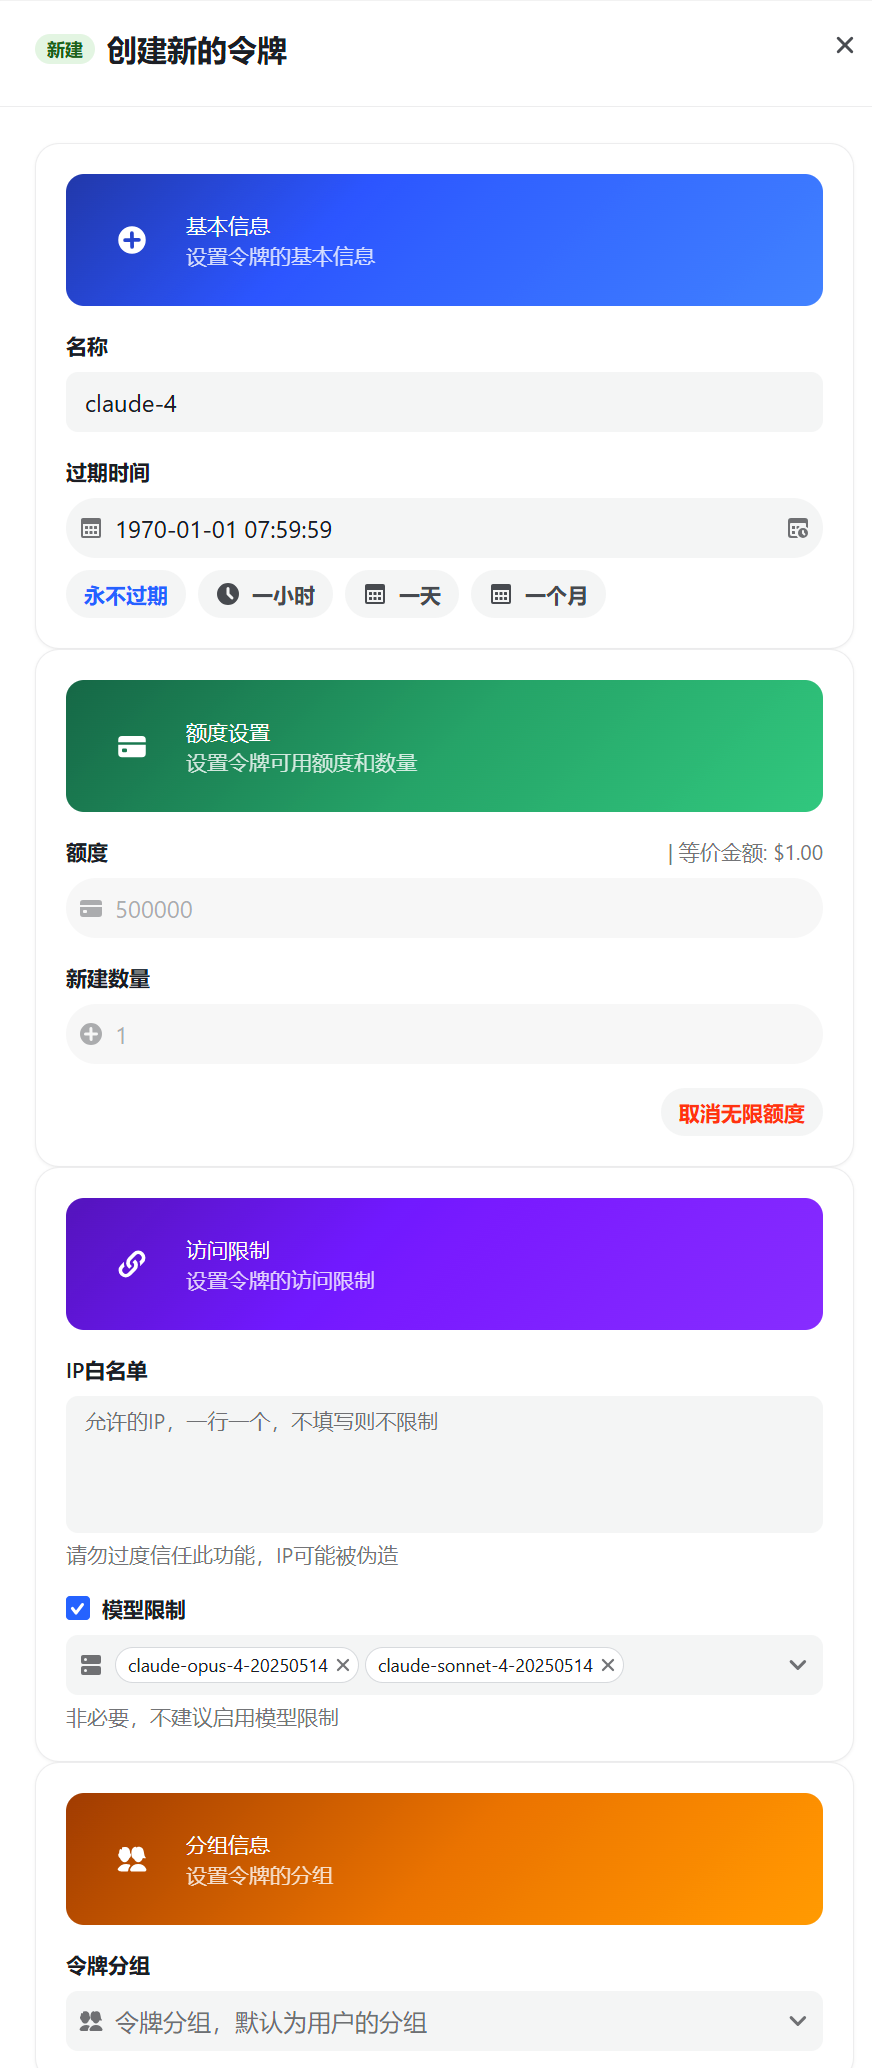 新建 创建新的令牌
基本信息
设置令牌的基本信息
名称
claude-4
过期时间
1970-01-01 07:59:59
永不过期 一小时 一天 一个月
额度设置
设置令牌可用额度和数量
额度 | 等价金额: $1.00
500000
新建数量
1
取消无限额度
访问限制
设置令牌的访问限制
IP白名单
允许的IP，一行一个，不填写则不限制
请勿过度信任此功能，IP可能被伪造
模型限制
claude-opus-4-20250514 claude-sonnet-4-20250514
非必要，不建议启用模型限制
分组信息
设置令牌的分组
令牌分组
令牌分组，默认为用户的分组